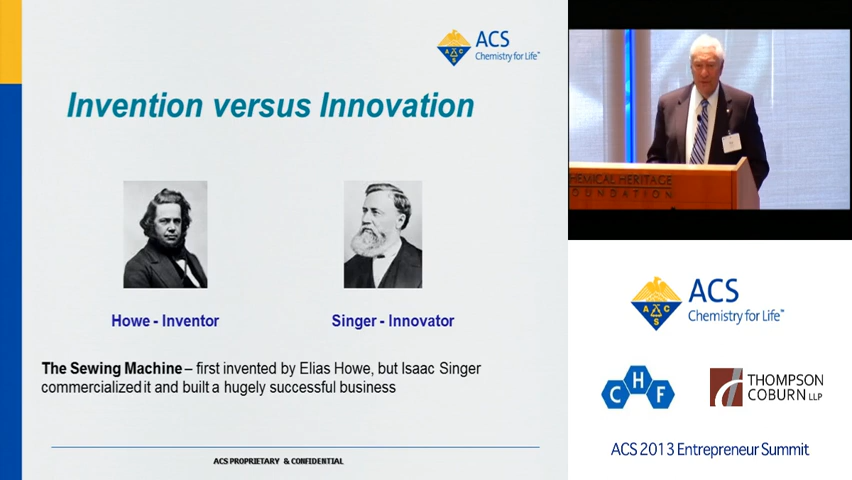 ACS
Chemistry for Life™
Invention versus Innovation
Howe - Inventor
Singer - Innovator
The Sewing Machine – first invented by Elias Howe, but Isaac Singer
commercialized it and built a hugely successful business
ACS PROPRIETARY & CONFIDENTIAL
CHEMICAL HERITAGE
FOUNDATION
ACS
Chemistry for Life™
CHF
THOMPSON
COBURN LLP
ACS 2013 Entrepreneur Summit